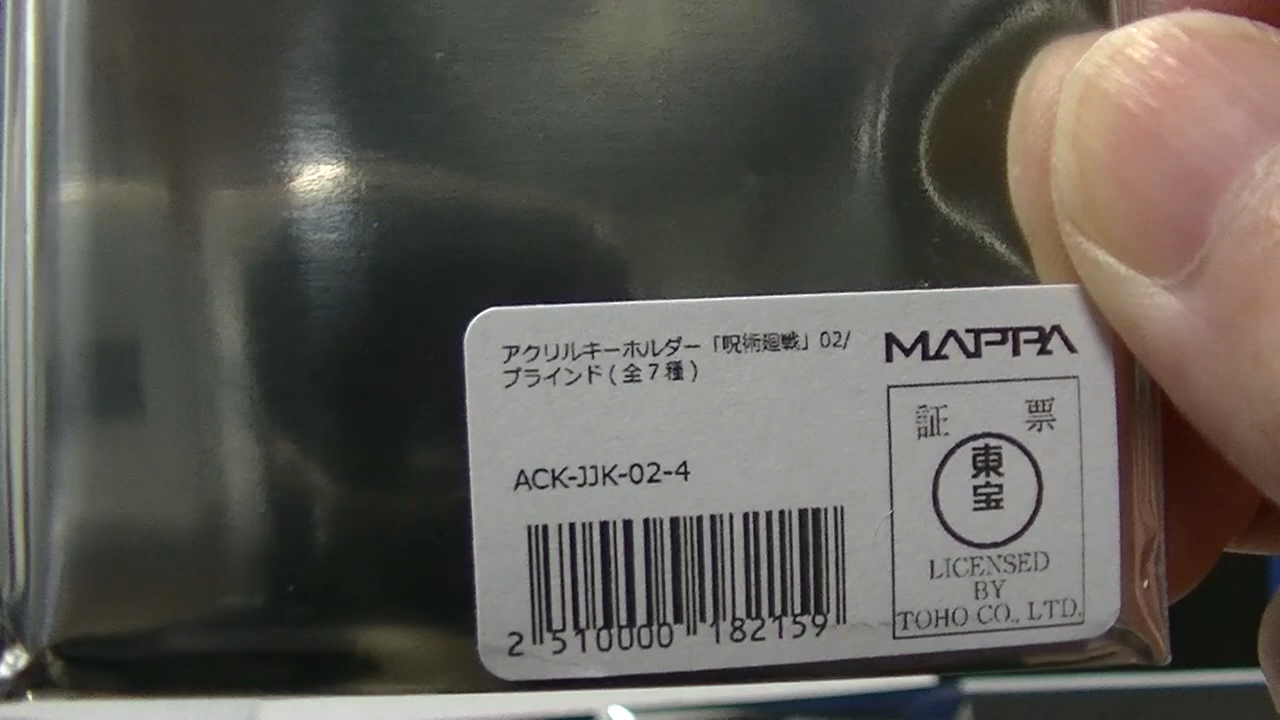 アクリルキーホルダー「呪術廻戦」02/
ブラインド(全7種)
ACK-JJK-02-4
2 510000 182159
MAPPA
証 票
東
宝
LICENSED
BY
TOHO CO., LTD.